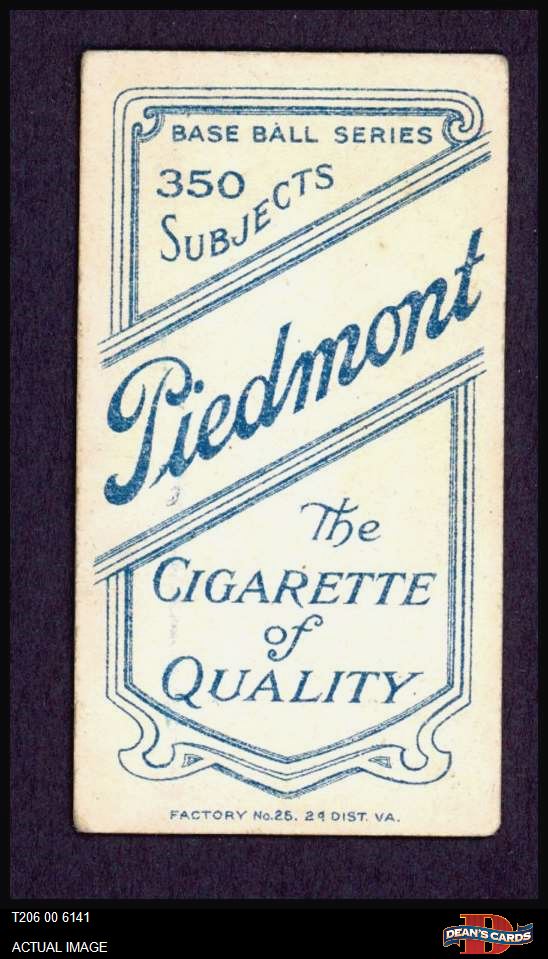 BASE BALL SERIES
350
SUBJECTS
Piedmont
The
CIGARETTE
of
QUALITY
FACTORY No.25. 2d DIST. VA.
T206 00 6141
ACTUAL IMAGE
D
DEAN'S CARDS